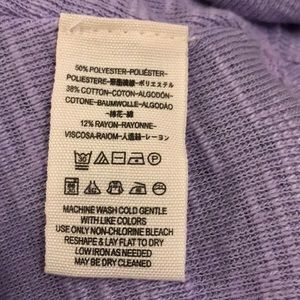 50% POLYESTER-POLIÉSTER-
POLIESTERE-聚脂纖維-ポリエステル
38% COTTON-COTON-ALGODÓN-
COTONE-BAUMWOLLE-ALGODÃO
-棉花-綿
12% RAYON-RAYONNE-
VISCOSA-RAIOM-人造絲-レーヨン
MACHINE WASH COLD GENTLE
WITH LIKE COLORS
USE ONLY NON-CHLORINE BLEACH
RESHAPE & LAY FLAT TO DRY
LOW IRON AS NEEDED
MAY BE DRY CLEANED